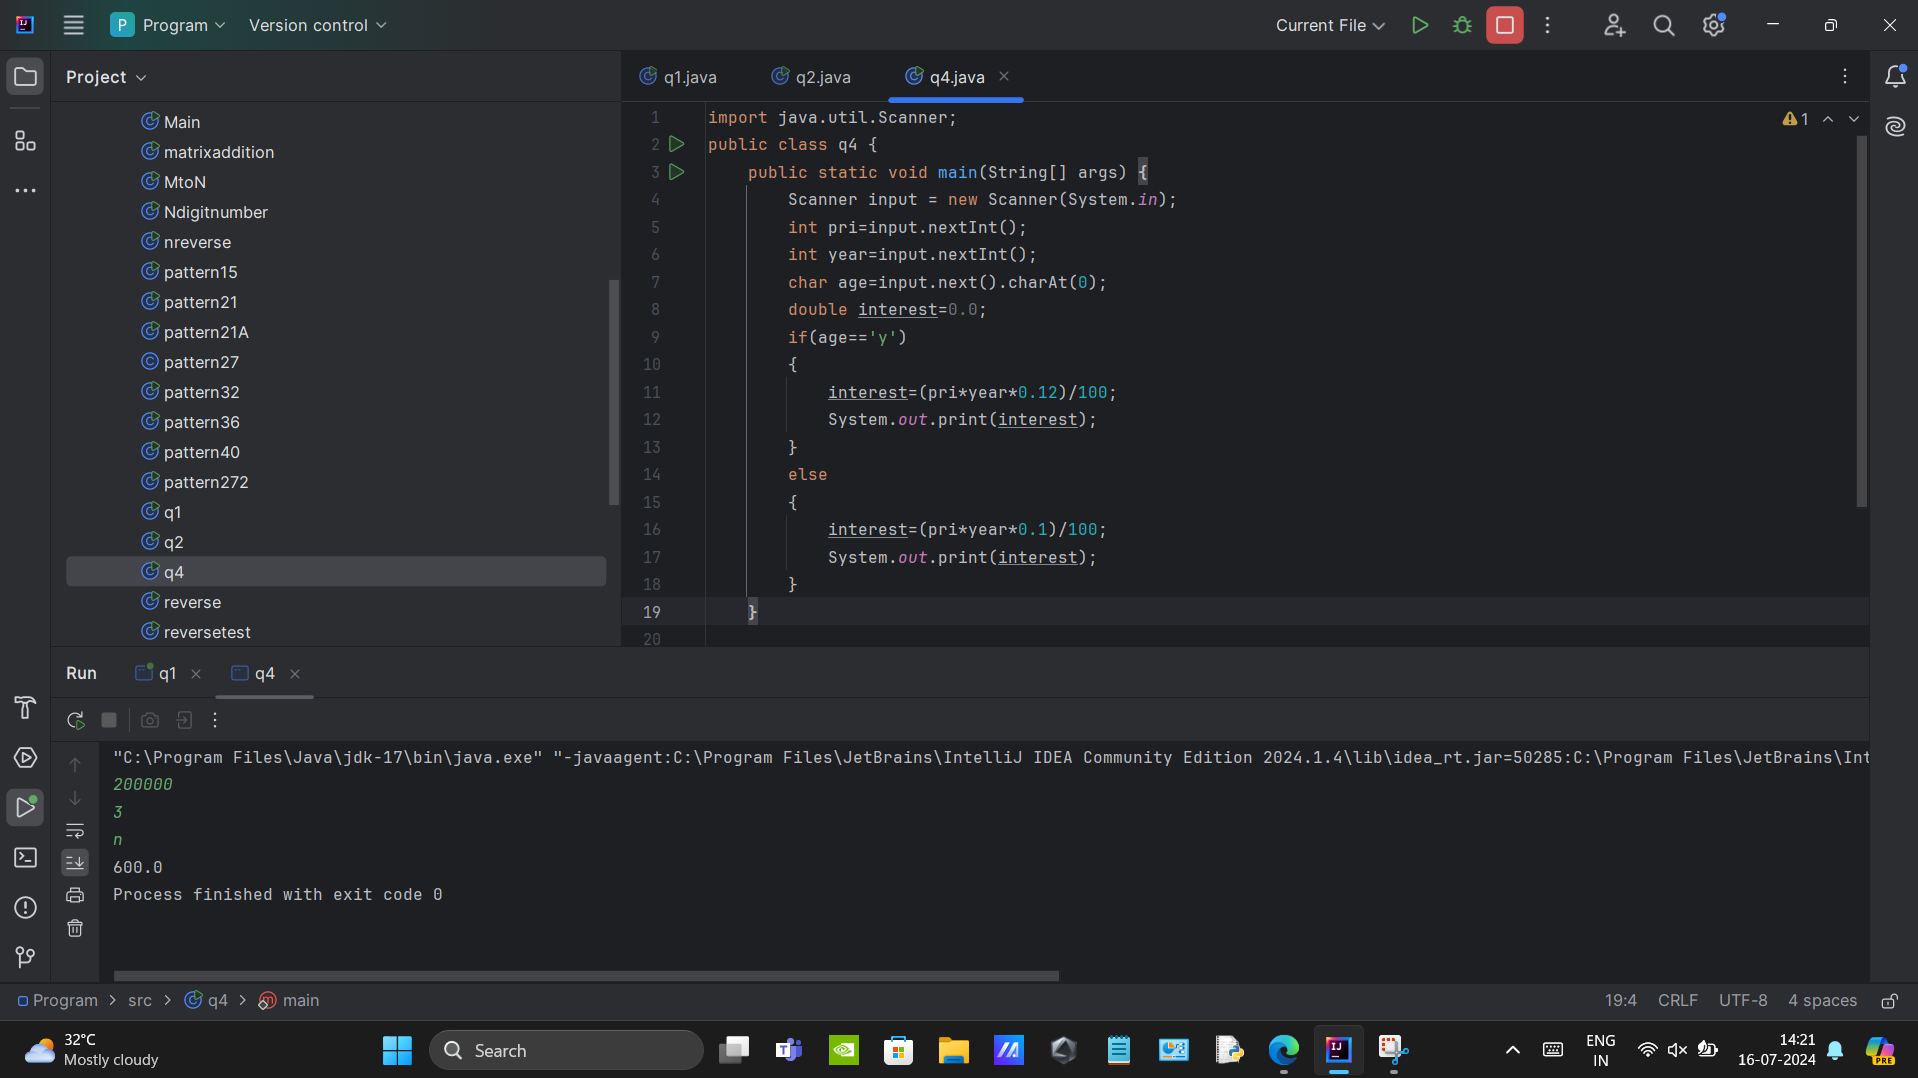 P Program Version control Current File
Project
q1.java q2.java q4.java
Main
matrixaddition
MtoN
Ndigitnumber
nreverse
pattern15
pattern21
pattern21A
pattern27
pattern32
pattern36
pattern40
pattern272
q1
q2
q4
reverse
reversetest
1 import java.util.Scanner;
2 public class q4 {
3 public static void main(String[] args) {
4 Scanner input = new Scanner(System.in);
5 int pri=input.nextInt();
6 int year=input.nextInt();
7 char age=input.next().charAt(0);
8 double interest=0.0;
9 if(age=='y')
10 {
11 interest=(pri*year*0.12)/100;
12 System.out.print(interest);
13 }
14 else
15 {
16 interest=(pri*year*0.1)/100;
17 System.out.print(interest);
18 }
19 }
20
1
Run q1 q4
"C:\Program Files\Java\jdk-17\bin\java.exe" "-javaagent:C:\Program Files\JetBrains\IntelliJ IDEA Community Edition 2024.1.4\lib\idea_rt.jar=50285:C:\Program Files\JetBrains\Int
200000
3
n
600.0
Process finished with exit code 0
Program > src > q4 > main 19:4 CRLF UTF-8 4 spaces
32°C
Mostly cloudy
Search
ENG
IN
14:21
16-07-2024
PRE